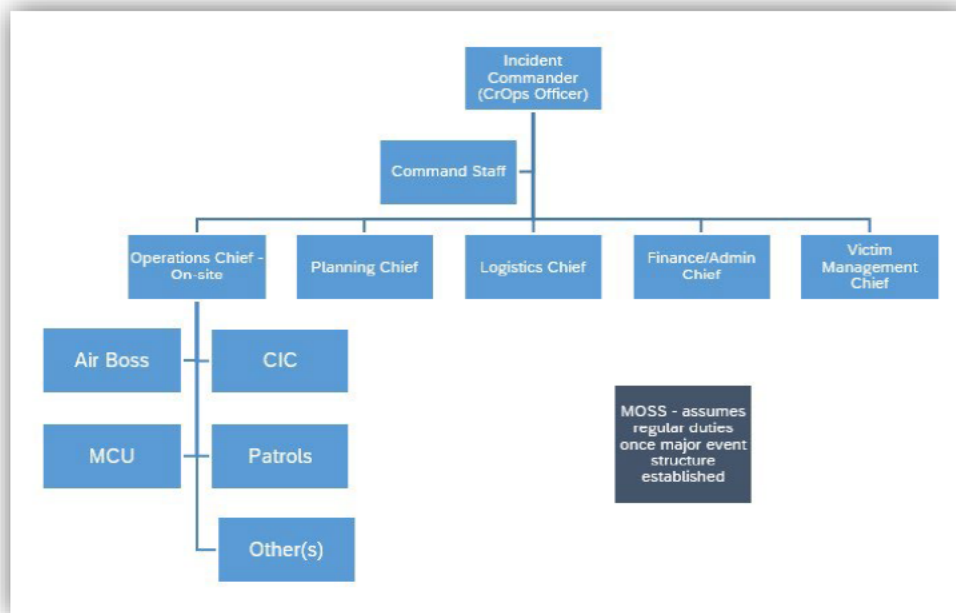 Incident
Commander
(CrOps Officer)
Command Staff
Operations Chief -
On-site
Planning Chief
Logistics Chief
Finance/Admin
Chief
Victim
Management
Chief
Air Boss
CIC
MCU
Patrols
Other(s)
MOSS - assumes
regular duties
once major event
structure
established